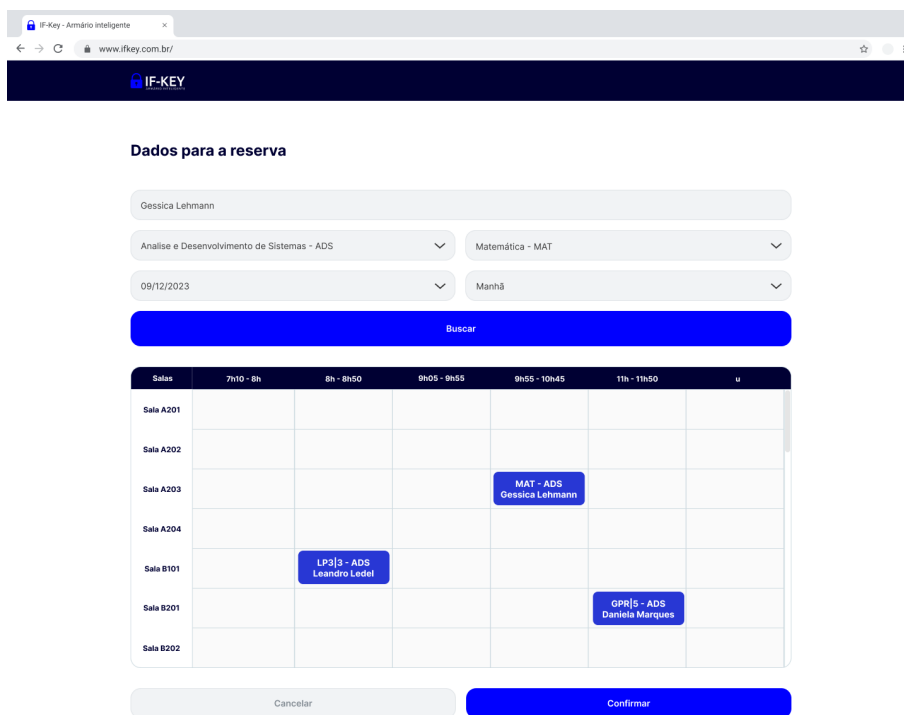 IF-Key - Armário inteligente
www.ifkey.com.br/
IF-KEY
ARMÁRIO INTELIGENTE
Dados para a reserva
Gessica Lehmann
Analise e Desenvolvimento de Sistemas - ADS
Matemática - MAT
09/12/2023
Manhã
Buscar
Salas 7h10 - 8h 8h - 8h50 9h05 - 9h55 9h55 - 10h45 11h - 11h50 u
Sala A201
Sala A202
Sala A203
MAT - ADS
Gessica Lehmann
Sala A204
Sala B101
LP3|3 - ADS
Leandro Ledel
Sala B201
GPR|5 - ADS
Daniela Marques
Sala B202
Cancelar
Confirmar